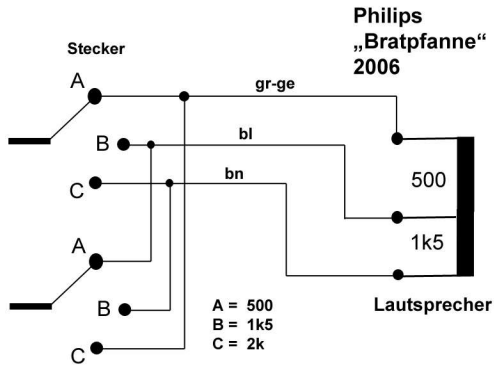 Philips
„Bratpfanne“
2006
Stecker
A
gr-ge
B
bl
C
bn
500
1k5
A
B
C
A = 500
B = 1k5
C = 2k
Lautsprecher